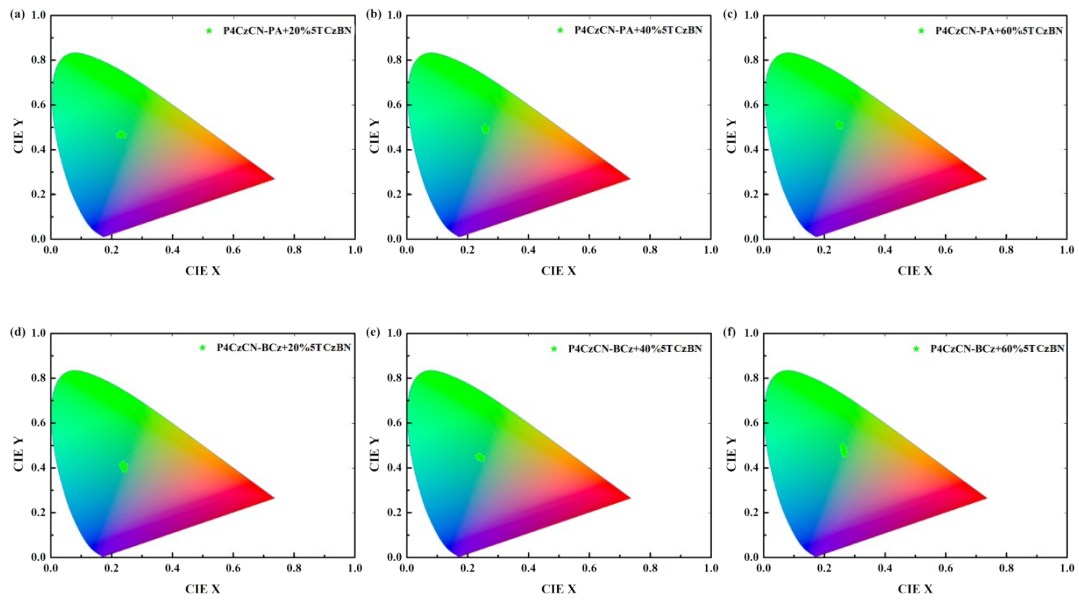 (a)
P4CzCN-PA+20%5TCzBN
1.0
0.8
0.6
0.4
0.2
0.0
CIE Y
0.0 0.2 0.4 0.6 0.8 1.0
CIE X
(b)
P4CzCN-PA+40%5TCzBN
1.0
0.8
0.6
0.4
0.2
0.0
CIE Y
0.0 0.2 0.4 0.6 0.8 1.0
CIE X
(c)
P4CzCN-PA+60%5TCzBN
1.0
0.8
0.6
0.4
0.2
0.0
CIE Y
0.0 0.2 0.4 0.6 0.8 1.0
CIE X
(d)
P4CzCN-BCz+20%5TCzBN
1.0
0.8
0.6
0.4
0.2
0.0
CIE Y
0.0 0.2 0.4 0.6 0.8 1.0
CIE X
(e)
P4CzCN-BCz+40%5TCzBN
1.0
0.8
0.6
0.4
0.2
0.0
CIE Y
0.0 0.2 0.4 0.6 0.8 1.0
CIE X
(f)
P4CzCN-BCz+60%5TCzBN
1.0
0.8
0.6
0.4
0.2
0.0
CIE Y
0.0 0.2 0.4 0.6 0.8 1.0
CIE X